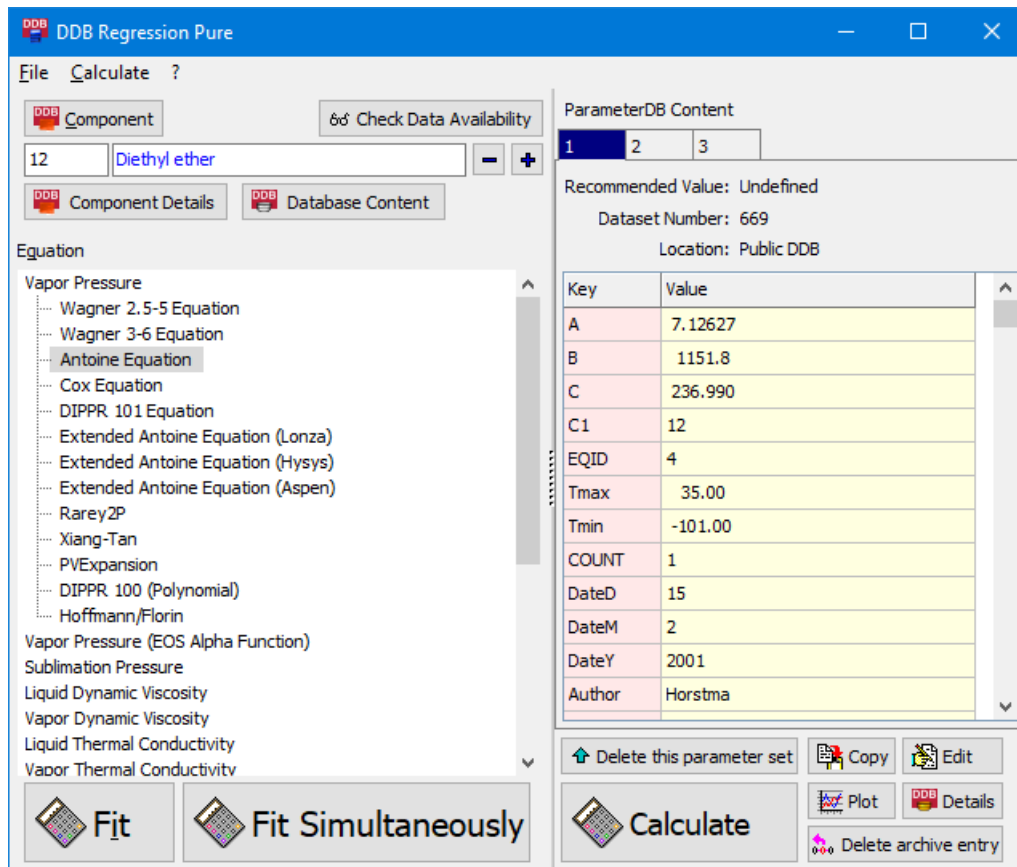 DDB Regression Pure
File Calculate ?
DDB Component
Check Data Availability
12 Diethyl ether
DDB Component Details
DDB Database Content
Equation
Vapor Pressure
Wagner 2.5-5 Equation
Wagner 3-6 Equation
Antoine Equation
Cox Equation
DIPPR 101 Equation
Extended Antoine Equation (Lonza)
Extended Antoine Equation (Hysys)
Extended Antoine Equation (Aspen)
Rarey2P
Xiang-Tan
PVExpansion
DIPPR 100 (Polynomial)
Hoffmann/Florin
Vapor Pressure (EOS Alpha Function)
Sublimation Pressure
Liquid Dynamic Viscosity
Vapor Dynamic Viscosity
Liquid Thermal Conductivity
Vapor Thermal Conductivity
Fit
Fit Simultaneously
ParameterDB Content
1 2 3
Recommended Value: Undefined
Dataset Number: 669
Location: Public DDB
Key Value
A 7.12627
B 1151.8
C 236.990
C1 12
EQID 4
Tmax 35.00
Tmin -101.00
COUNT 1
DateD 15
DateM 2
DateY 2001
Author Horstma
Delete this parameter set
Copy
Edit
Calculate
Plot
DDB Details
Delete archive entry